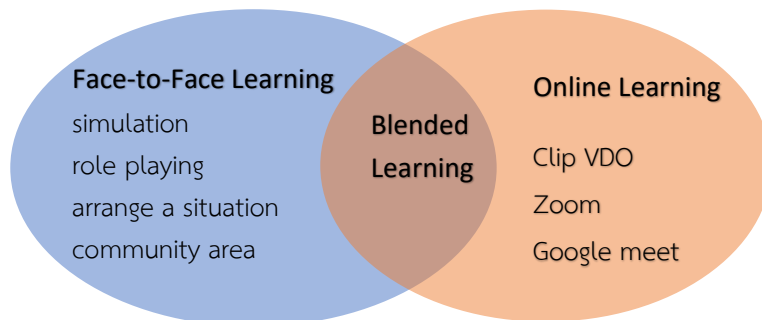 Face-to-Face Learning
simulation
role playing
arrange a situation
community area
Blended
Learning
Online Learning
Clip VDO
Zoom
Google meet